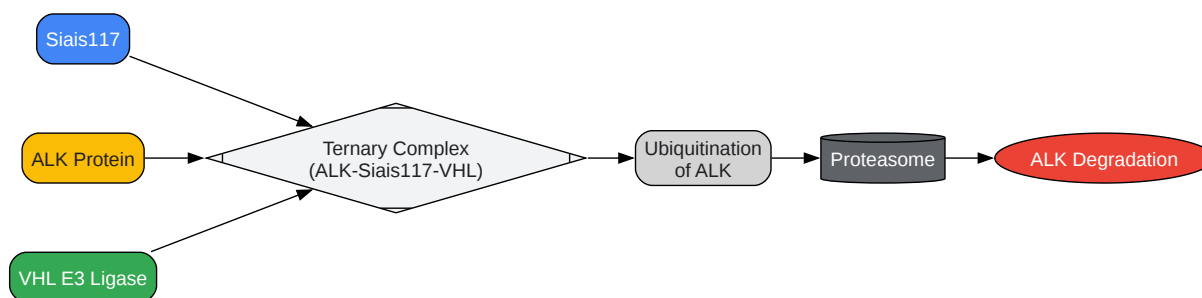 Siais117
ALK Protein
VHL E3 Ligase
Ternary Complex
(ALK-Siais117-VHL)
Ubiquitination
of ALK
Proteasome
ALK Degradation